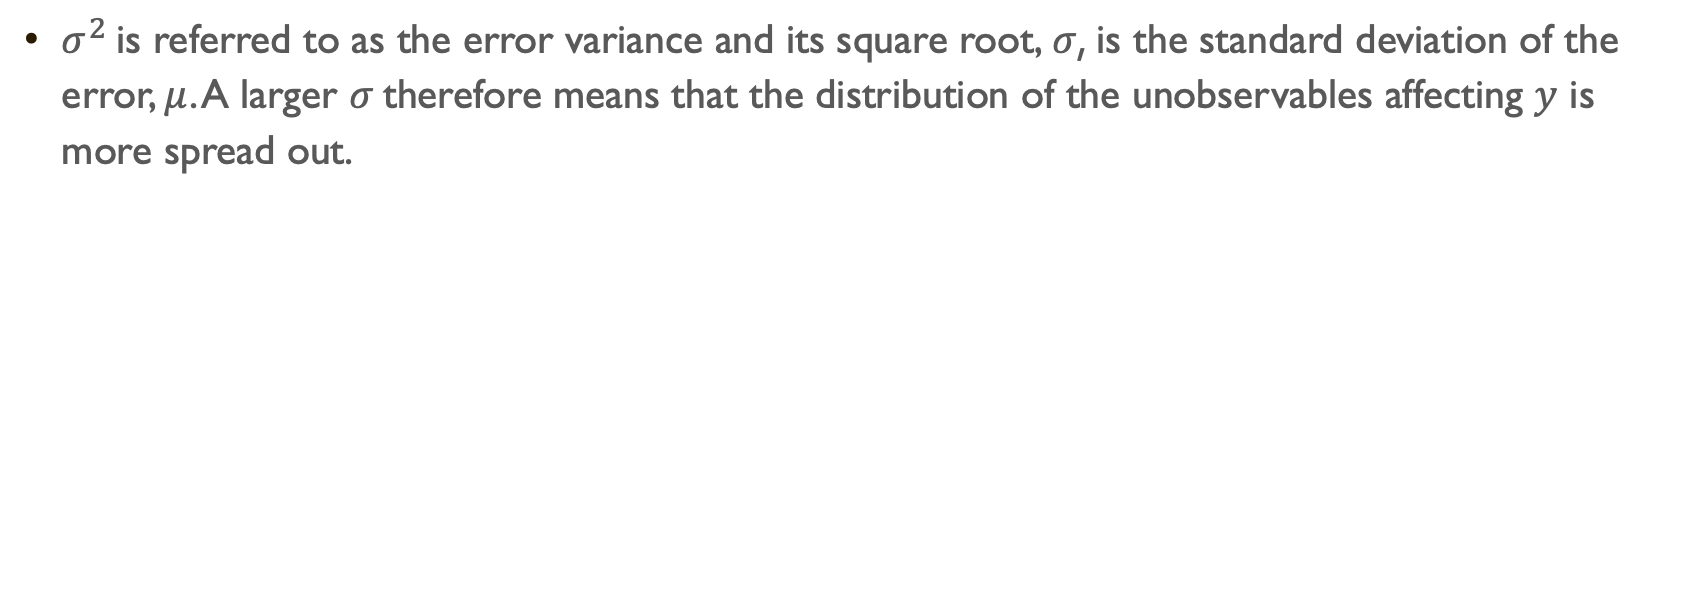 • 𝜎² is referred to as the error variance and its square root, 𝜎, is the standard deviation of the
error, 𝜇. A larger 𝜎 therefore means that the distribution of the unobservables affecting 𝑦 is
more spread out.